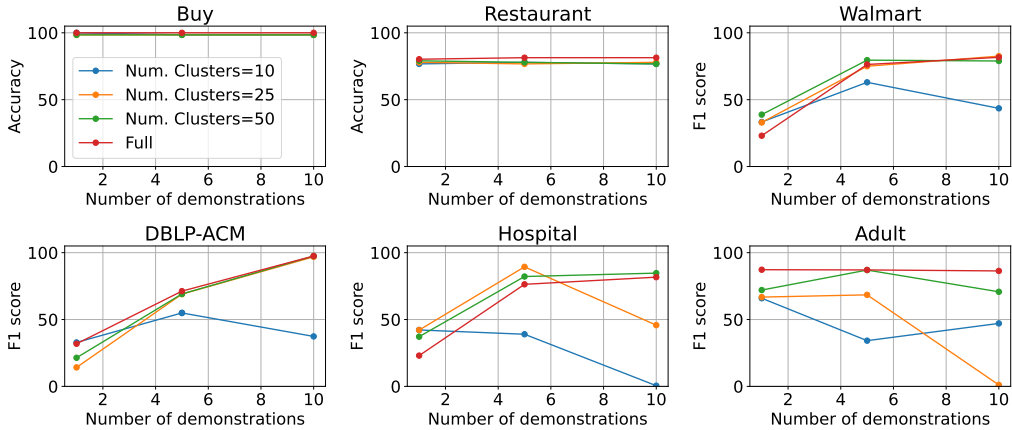 Buy
Restaurant
Walmart
100
50
0
Accuracy
Num. Clusters=10
Num. Clusters=25
Num. Clusters=50
Full
2 4 6 8 10
Number of demonstrations
100
50
0
Accuracy
2 4 6 8 10
Number of demonstrations
100
50
0
F1 score
2 4 6 8 10
Number of demonstrations
DBLP-ACM
Hospital
Adult
100
50
0
F1 score
2 4 6 8 10
Number of demonstrations
100
50
0
F1 score
2 4 6 8 10
Number of demonstrations
100
50
0
F1 score
2 4 6 8 10
Number of demonstrations